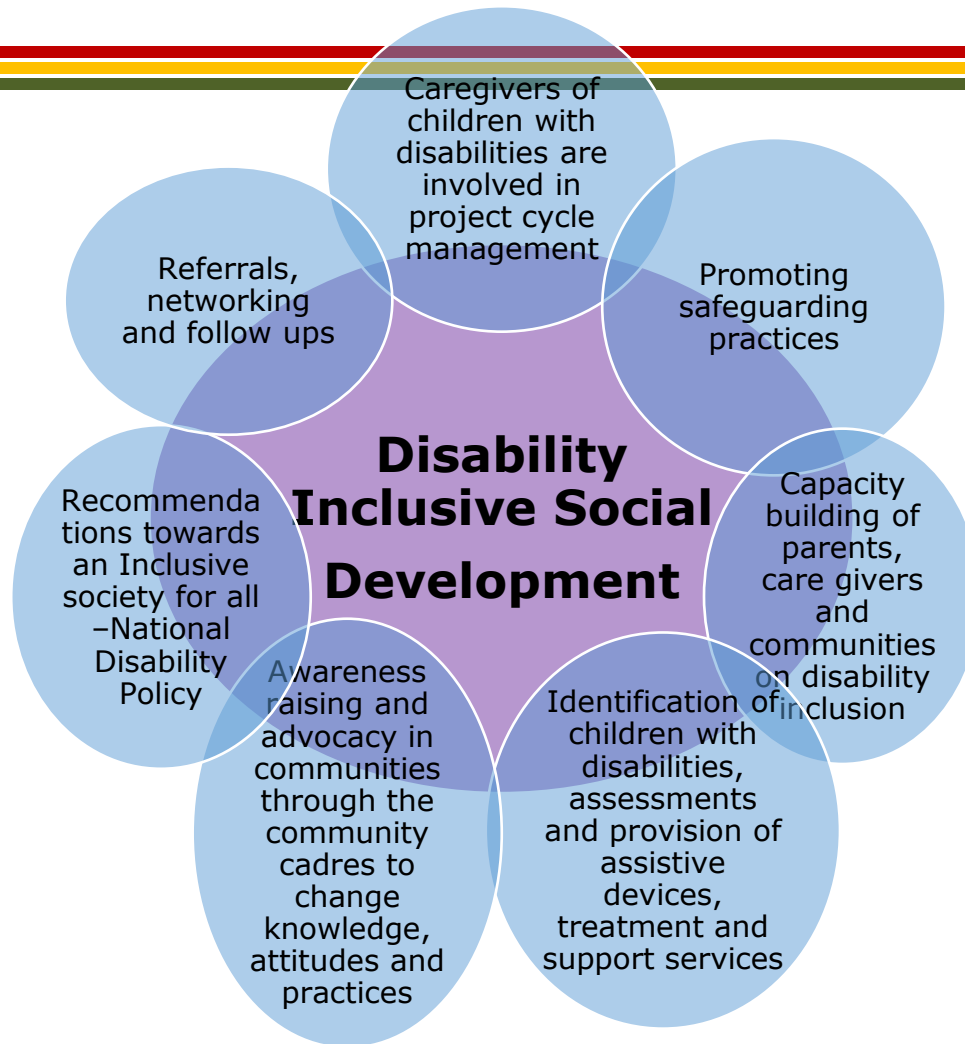 Caregivers of
children with
disabilities are
involved in
project cycle
management
Promoting
safeguarding
practices
Capacity
building of
parents,
care givers
and
communities
on disability
inclusion
Identification of
children with
disabilities,
assessments
and provision of
assistive
devices,
treatment and
support services
Awareness
raising and
advocacy in
communities
through the
community
cadres to
change
knowledge,
attitudes and
practices
Recommenda
tions towards
an Inclusive
society for all
–National
Disability
Policy
Referrals,
networking
and follow ups
Disability
Inclusive Social
Development